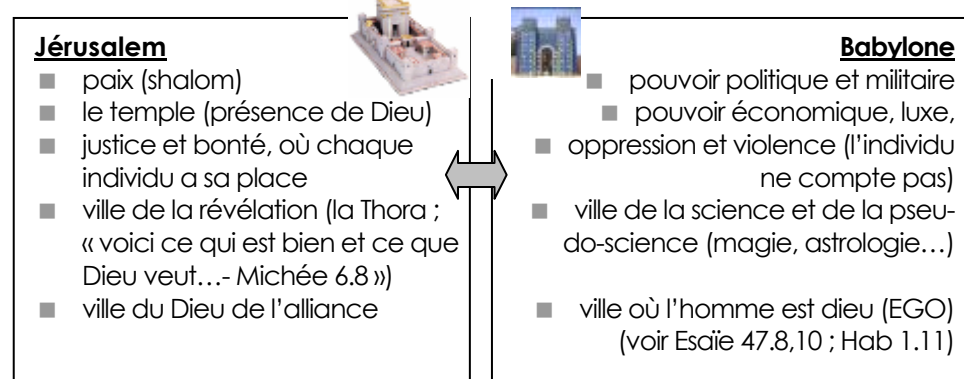 Jérusalem
■ paix (shalom)
■ le temple (présence de Dieu)
■ justice et bonté, où chaque
individu a sa place
■ ville de la révélation (la Thora ;
« voici ce qui est bien et ce que
Dieu veut…- Michée 6.8 »)
■ ville du Dieu de l’alliance
Babylone
■ pouvoir politique et militaire
■ pouvoir économique, luxe,
■ oppression et violence (l’individu
ne compte pas)
■ ville de la science et de la pseu-
do-science (magie, astrologie…)
■ ville où l’homme est dieu (EGO)
(voir Esaïe 47.8,10 ; Hab 1.11)